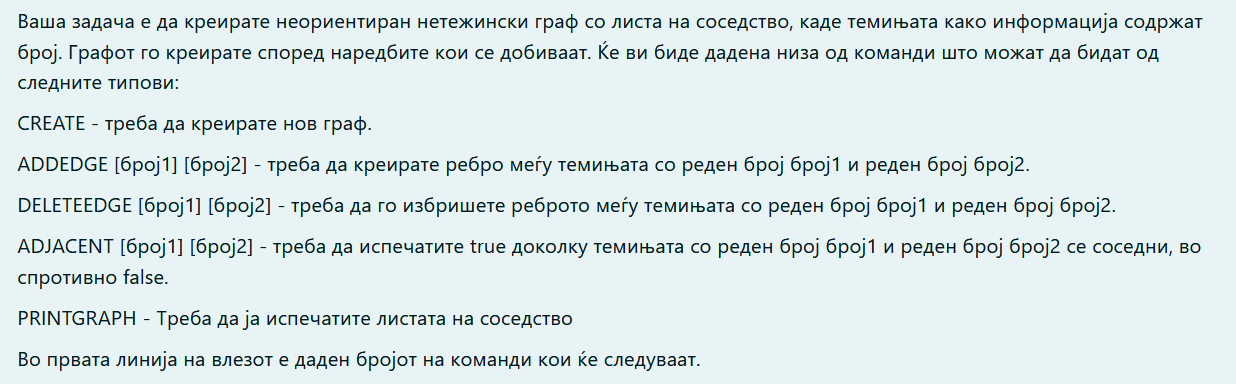 Ваша задача е да креирате неориентиран нетежински граф со листа на соседство, каде темињата како информација содржат
број. Графот го креирате според наредбите кои се добиваат. Ќе ви биде дадена низа од команди што можат да бидат од
следните типови:
CREATE - треба да креирате нов граф.
ADDEDGE [број1] [број2] - треба да креирате ребро меѓу темињата со реден број број1 и реден број број2.
DELETEEDGE [број1] [број2] - треба да го избришете реброто меѓу темињата со реден број број1 и реден број број2.
ADJACENT [број1] [број2] - треба да испечатите true доколку темињата со реден број број1 и реден број број2 се соседни, во
спротивно false.
PRINTGRAPH - Треба да ја испечатите листата на соседство
Во првата линија на влезот е даден бројот на команди кои ќе следуваат.